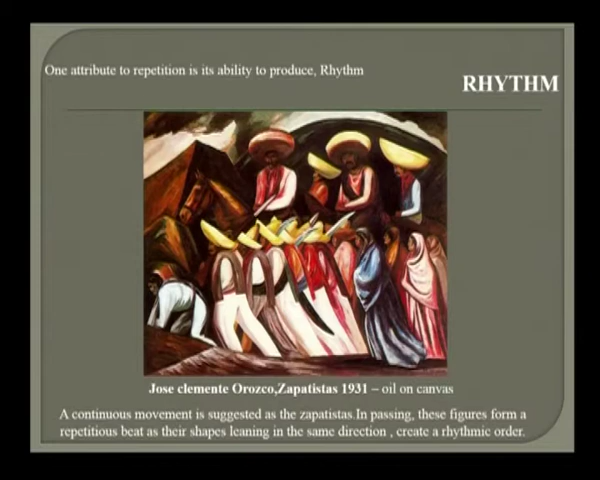 One attribute to repetition is its ability to produce, Rhythm
RHYTHM
Jose clemente Orozco,Zapatistas 1931 – oil on canvas
A continuous movement is suggested as the zapatistas.In passing, these figures form a
repetitious beat as their shapes leaning in the same direction , create a rhythmic order.